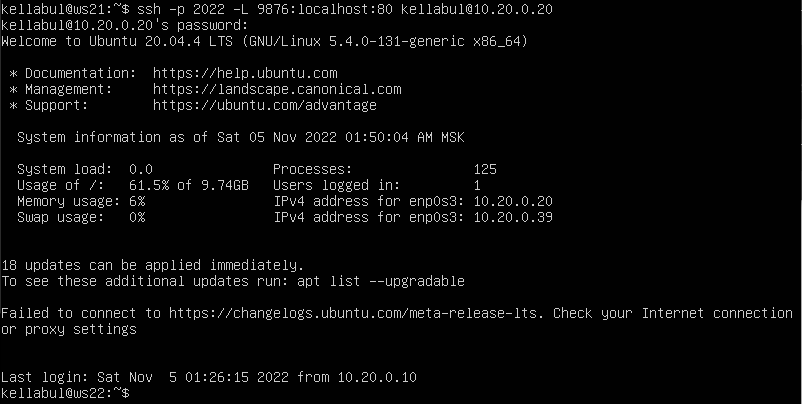 kellabul@ws21:~$ ssh -p 2022 -L 9876:localhost:80 kellabul@10.20.0.20
kellabul@10.20.0.20's password:
Welcome to Ubuntu 20.04.4 LTS (GNU/Linux 5.4.0-131-generic x86_64)

 * Documentation:  https://help.ubuntu.com
 * Management:     https://landscape.canonical.com
 * Support:        https://ubuntu.com/advantage

  System information as of Sat 05 Nov 2022 01:50:04 AM MSK

  System load:  0.0               Processes:               125
  Usage of /:   61.5% of 9.74GB   Users logged in:         1
  Memory usage: 6%                IPv4 address for enp0s3: 10.20.0.20
  Swap usage:   0%                IPv4 address for enp0s3: 10.20.0.39


18 updates can be applied immediately.
To see these additional updates run: apt list --upgradable

Failed to connect to https://changelogs.ubuntu.com/meta-release-lts. Check your Internet connection
or proxy settings


Last login: Sat Nov  5 01:26:15 2022 from 10.20.0.10
kellabul@ws22:~$